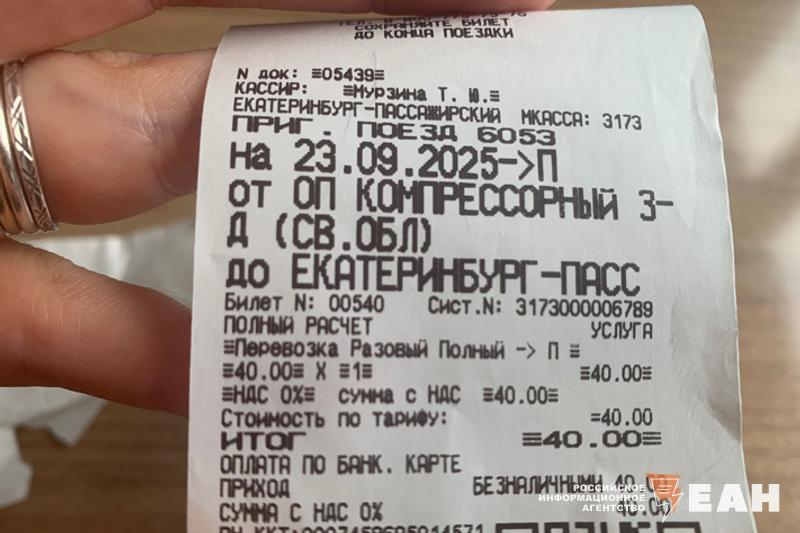 СОХРАНЯЙТЕ БИЛЕТ
ДО КОНЦА ПОЕЗДКИ
N док: ≡05439≡
КАССИР: ≡Мурзина Т. Ю.≡
ЕКАТЕРИНБУРГ-ПАССАЖИРСКИЙ МКАССА: 3173
ПРИГ. ПОЕЗД 6053
на 23.09.2025->П
от ОП КОМПРЕССОРНЫЙ З-
Д (СВ.ОБЛ)
до ЕКАТЕРИНБУРГ-ПАСС
Билет N: 00540 Сист.N: 3173000006789
ПОЛНЫЙ РАСЧЕТ УСЛУГА
≡Перевозка Разовый Полный -> П ≡
≡40.00≡ X ≡1≡ ≡40.00≡
≡НДС 0%≡ сумма с НДС ≡40.00≡
Стоимость по тарифу: =40.00
ИТОГ ≡40.00≡
ОПЛАТА ПО БАНК. КАРТЕ
ПРИХОД БЕЗНАЛИЧНЫМИ
СУММА С НДС 0%
РОССИЙСКОЕ
ИНФОРМАЦИОННОЕ
АГЕНТСТВО
ЕАН